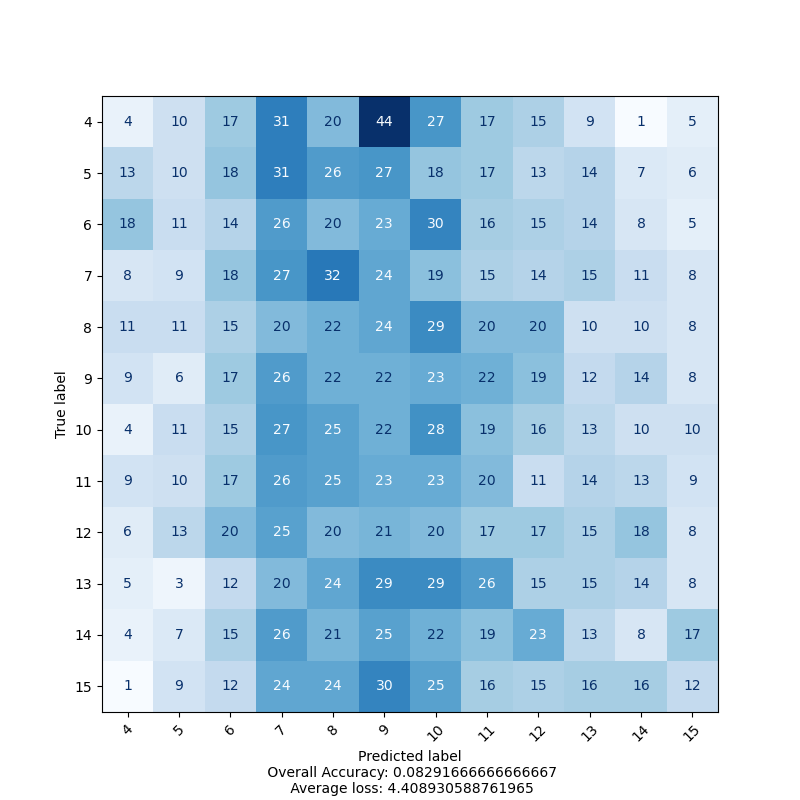 4 4 10 17 31 20 44 27 17 15 9 1 5
5 13 10 18 31 26 27 18 17 13 14 7 6
6 18 11 14 26 20 23 30 16 15 14 8 5
7 8 9 18 27 32 24 19 15 14 15 11 8
8 11 11 15 20 22 24 29 20 20 10 10 8
9 9 6 17 26 22 22 23 22 19 12 14 8
10 4 11 15 27 25 22 28 19 16 13 10 10
11 9 10 17 26 25 23 23 20 11 14 13 9
12 6 13 20 25 20 21 20 17 17 15 18 8
13 5 3 12 20 24 29 29 26 15 15 14 8
14 4 7 15 26 21 25 22 19 23 13 8 17
15 1 9 12 24 24 30 25 16 15 16 16 12
True label
4 5 6 7 8 9 10 11 12 13 14 15
Predicted label
Overall Accuracy: 0.08291666666666667
Average loss: 4.408930588761965